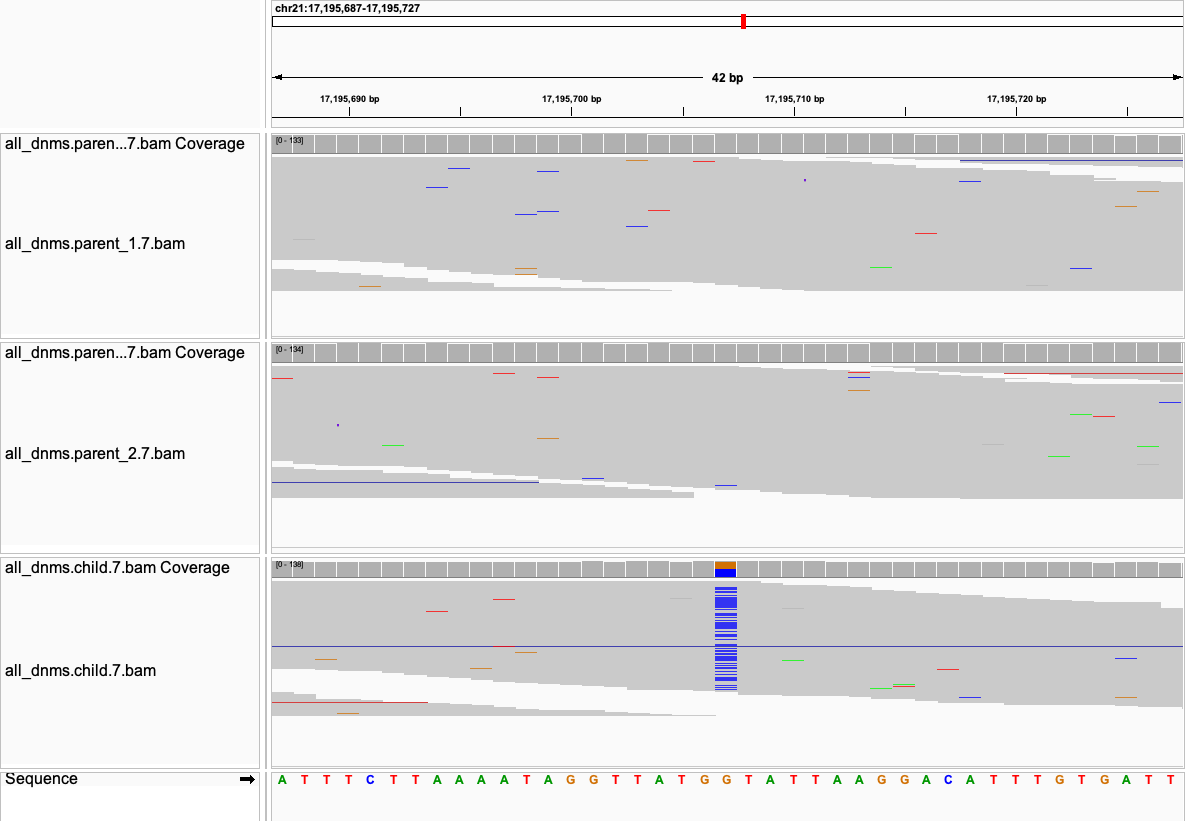 chr21:17,195,687-17,195,727
42 bp
17,195,690 bp 17,195,700 bp 17,195,710 bp 17,195,720 bp
all_dnms.paren...7.bam Coverage
[0 - 133]
all_dnms.parent_1.7.bam
all_dnms.paren...7.bam Coverage
[0 - 134]
all_dnms.parent_2.7.bam
all_dnms.child.7.bam Coverage
[0 - 138]
all_dnms.child.7.bam
Sequence A T T T C T T A A A A T A G G T T A T G G T A T T A A G G A C A T T T G T G A T T